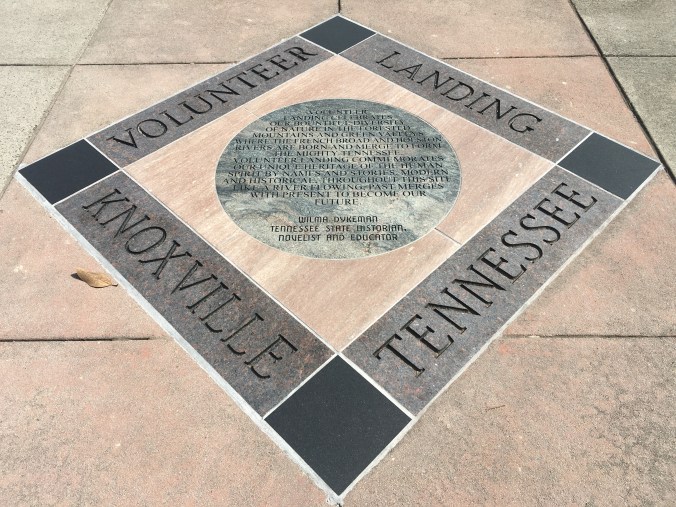 VOLUNTEER
LANDING
VOLUNTEER
LANDING CELEBRATES
OUR BOUNTIFUL DIVERSITY
OF NATURE IN THE FORESTED
MOUNTAINS AND GREEN VALLEYS
WHERE THE FRENCH BROAD AND HOLSTON
RIVERS ARE BORN AND MERGE TO FORM
THE MIGHTY TENNESSEE.
VOLUNTEER LANDING COMMEMORATES
OUR UNIQUE HERITAGE OF THE HUMAN
SPIRIT BY NAMES AND STORIES, MODERN
AND HISTORICAL, THROUGHOUT THIS SITE.
LIKE A RIVER FLOWING, PAST MERGES
WITH PRESENT TO BECOME OUR
FUTURE.
WILMA DYKEMAN
TENNESSEE STATE HISTORIAN,
NOVELIST AND EDUCATOR
KNOXVILLE
TENNESSEE